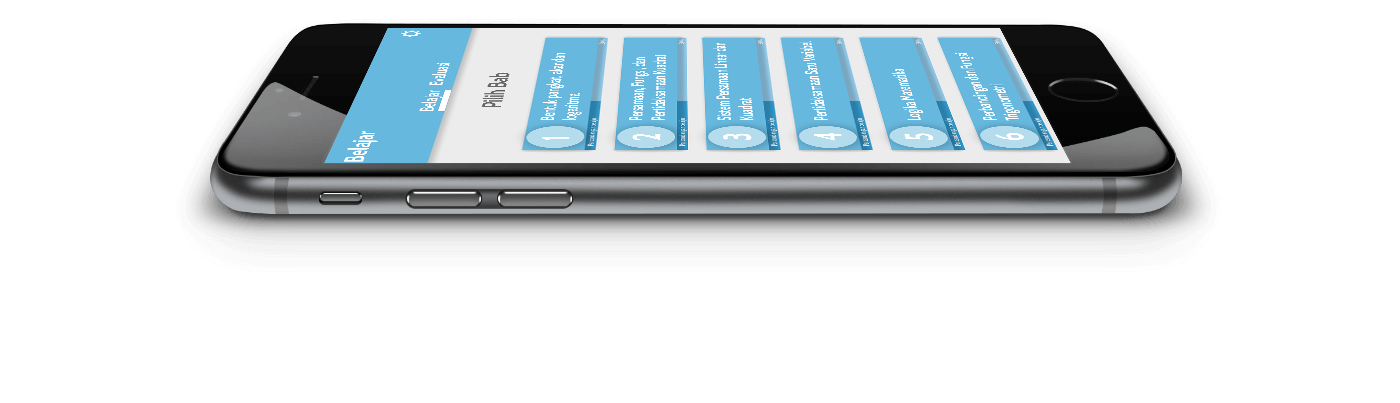 Belajar
Belajar Evaluasi
Pilih Bab
1
Bentuk pangkat, akar dan
logaritma
2
Persamaan, Fungsi, dan
Pertidaksamaan Kuadrat
3
Sistem Persamaan Linear dan
Kuadrat
4
Pertidaksamaan Satu Variabel
5
Logika Matematika
6
Perbandingan dan Fungsi
Trigonometri